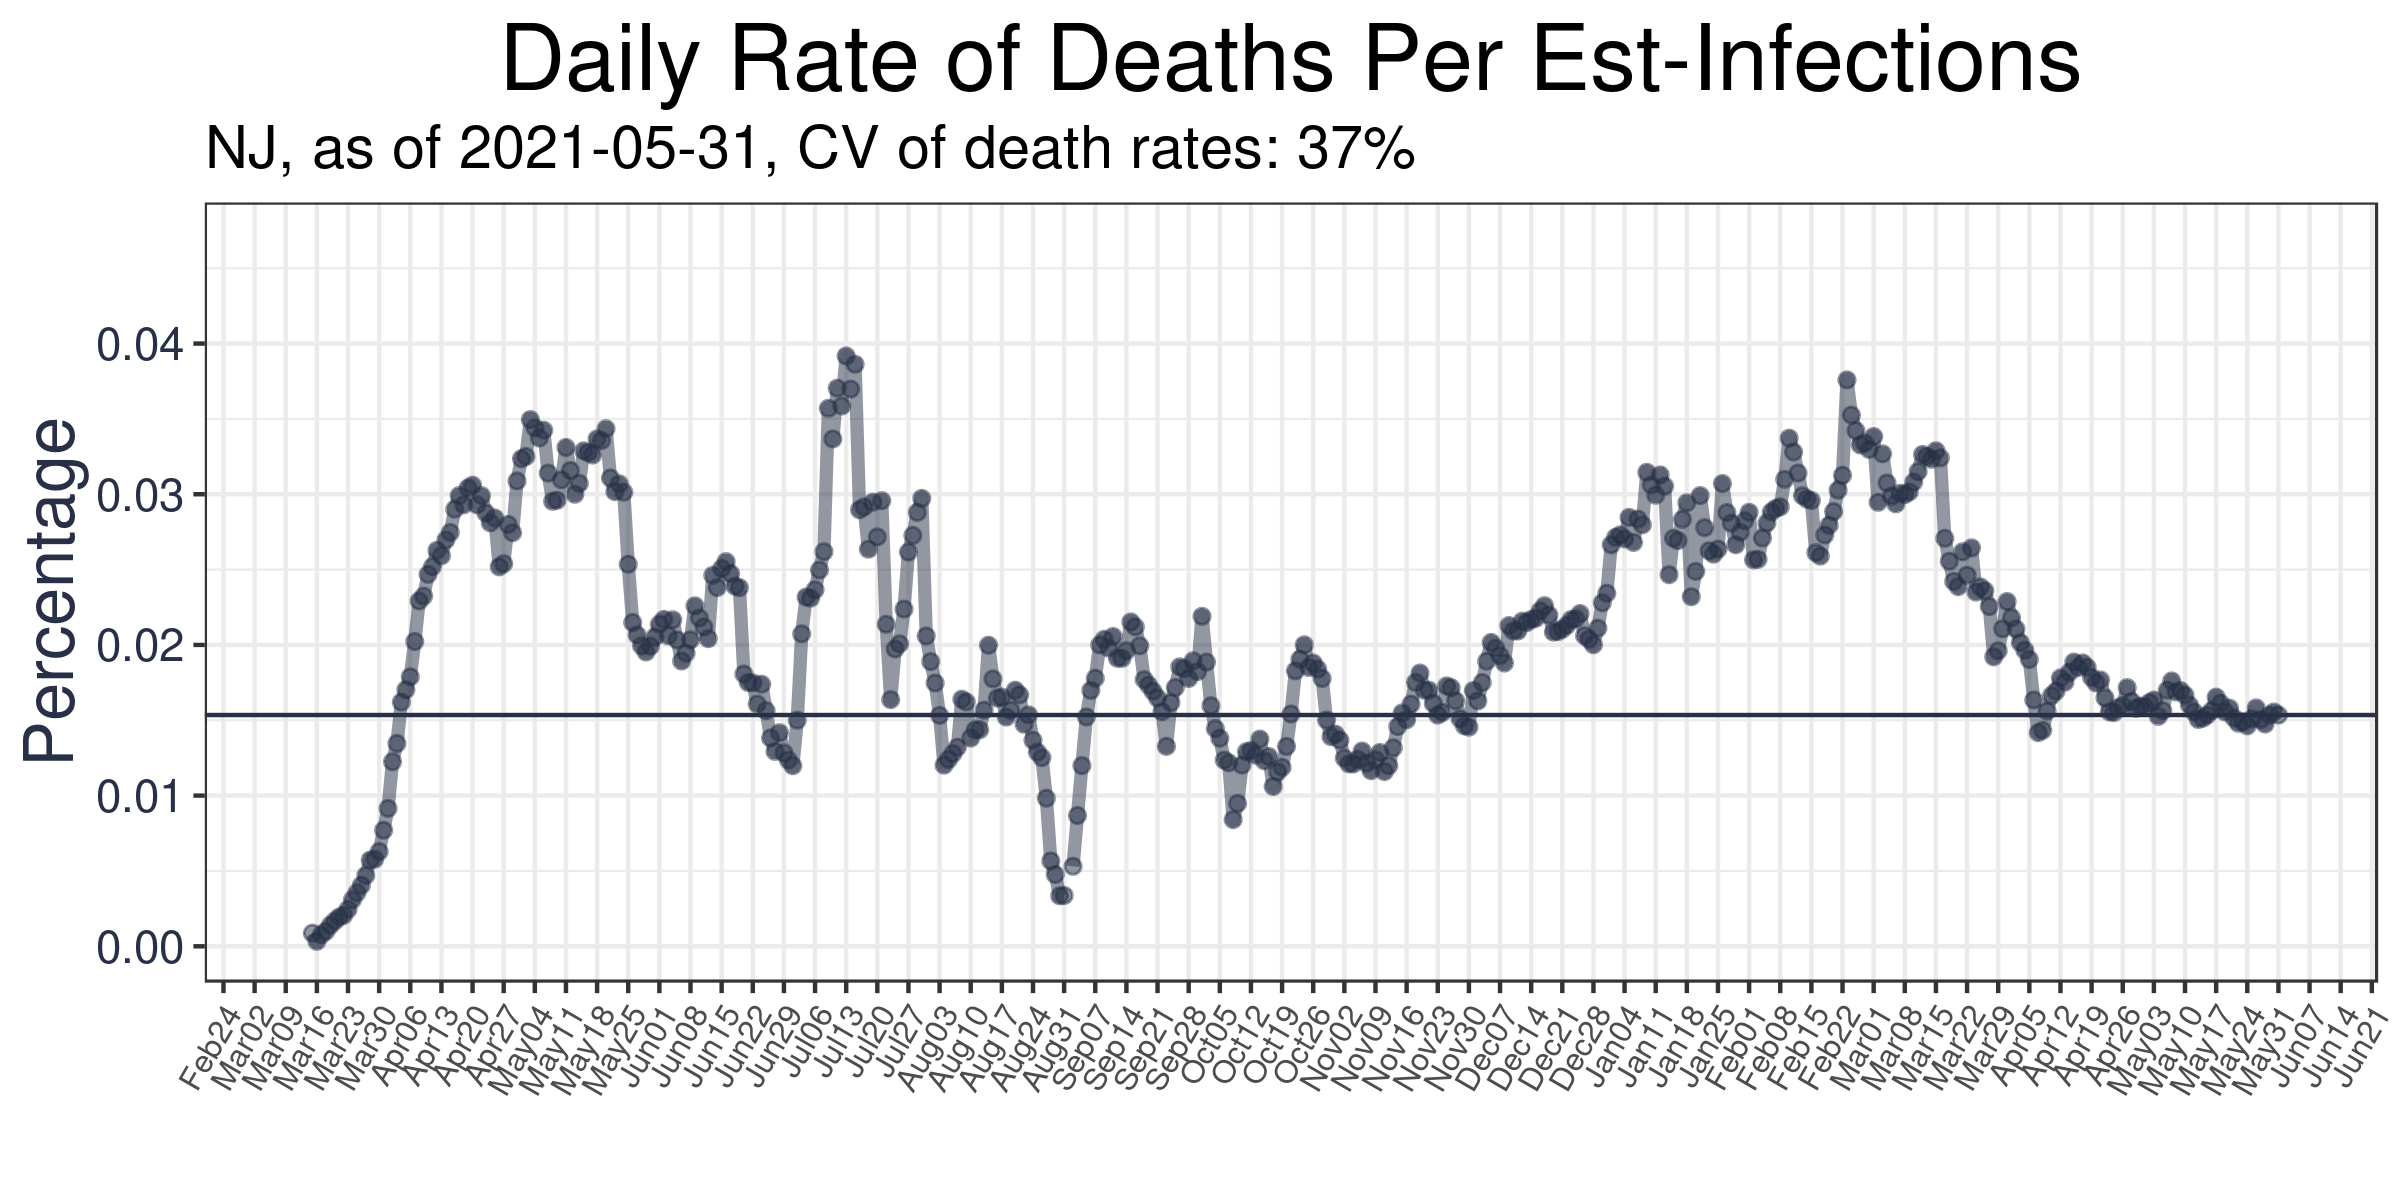 Daily Rate of Deaths Per Est-Infections
NJ, as of 2021-05-31, CV of death rates: 37%
Percentage
0.04
0.03
0.02
0.01
0.00
Feb24
Mar02
Mar09
Mar16
Mar23
Mar30
Apr06
Apr13
Apr20
Apr27
May04
May11
May18
May25
Jun01
Jun08
Jun15
Jun22
Jun29
Jul06
Jul13
Jul20
Jul27
Aug03
Aug10
Aug17
Aug24
Aug31
Sep07
Sep14
Sep21
Sep28
Oct05
Oct12
Oct19
Oct26
Nov02
Nov09
Nov16
Nov23
Nov30
Dec07
Dec14
Dec21
Dec28
Jan04
Jan11
Jan18
Jan25
Feb01
Feb08
Feb15
Feb22
Mar01
Mar08
Mar15
Mar22
Mar29
Apr05
Apr12
Apr19
Apr26
May03
May10
May17
May24
May31
Jun07
Jun14
Jun21